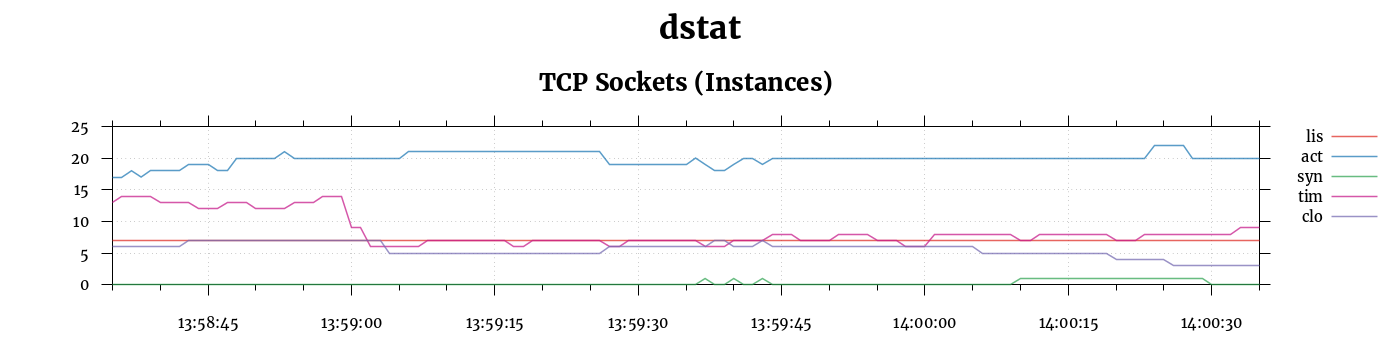 dstat
TCP Sockets (Instances)
25
20
15
10
5
0
13:58:45 13:59:00 13:59:15 13:59:30 13:59:45 14:00:00 14:00:15 14:00:30
lis
act
syn
tim
clo